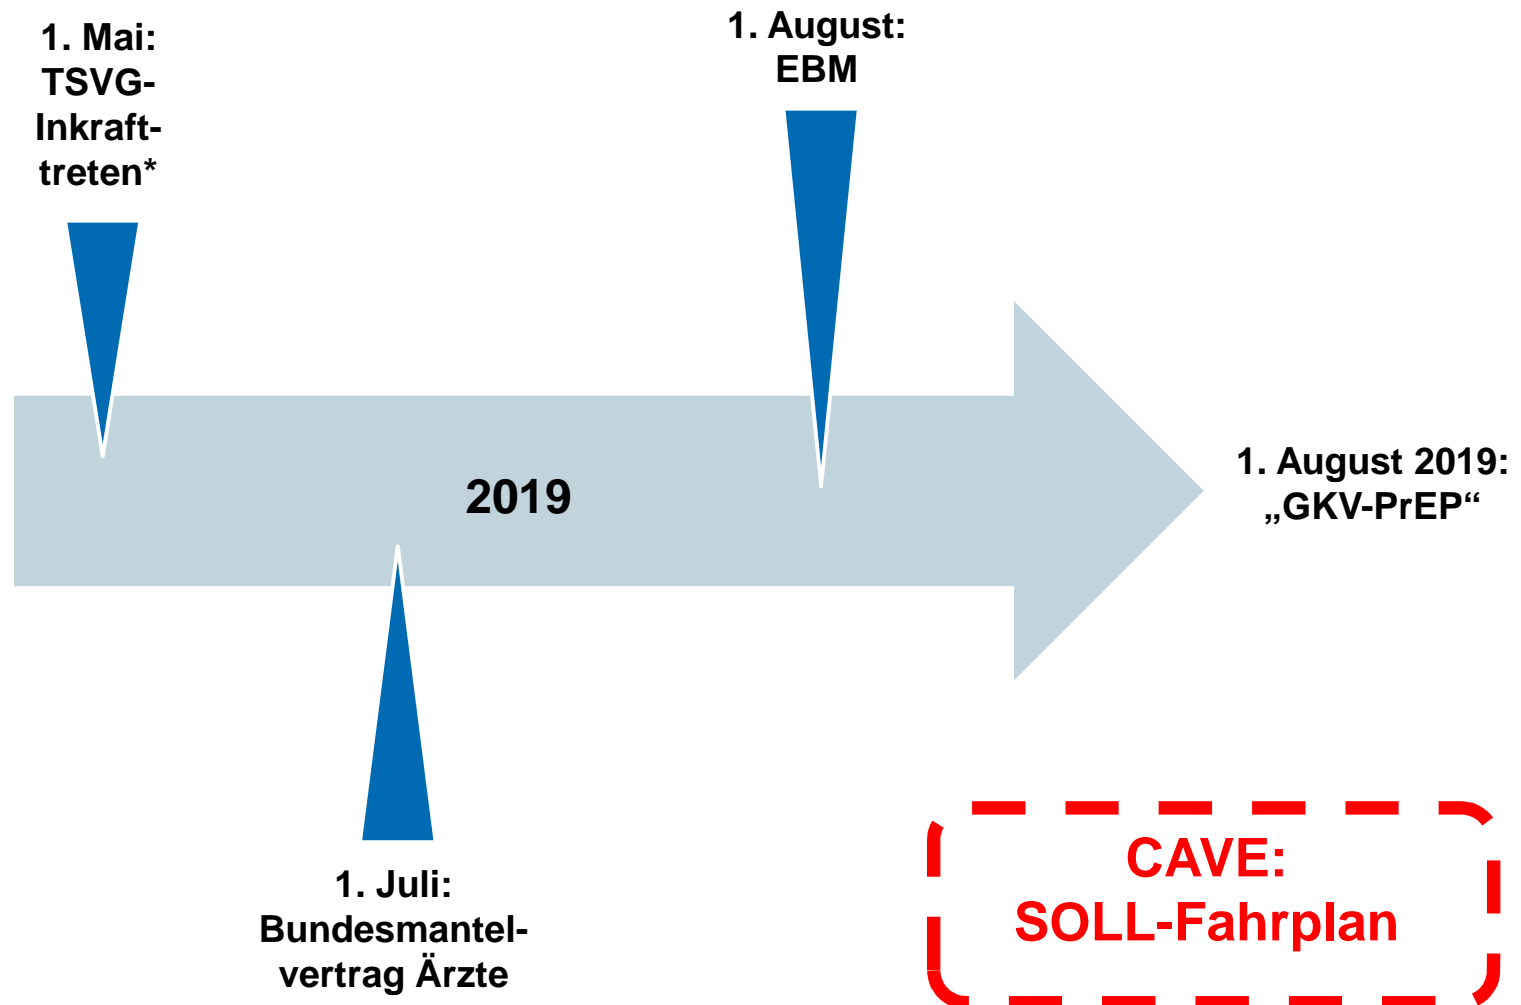 1. Mai:
TSVG-
Inkraft-
treten*
1. August:
EBM
2019
1. August 2019:
„GKV-PrEP“
1. Juli:
Bundesmantel-
vertrag Ärzte
CAVE:
SOLL-Fahrplan